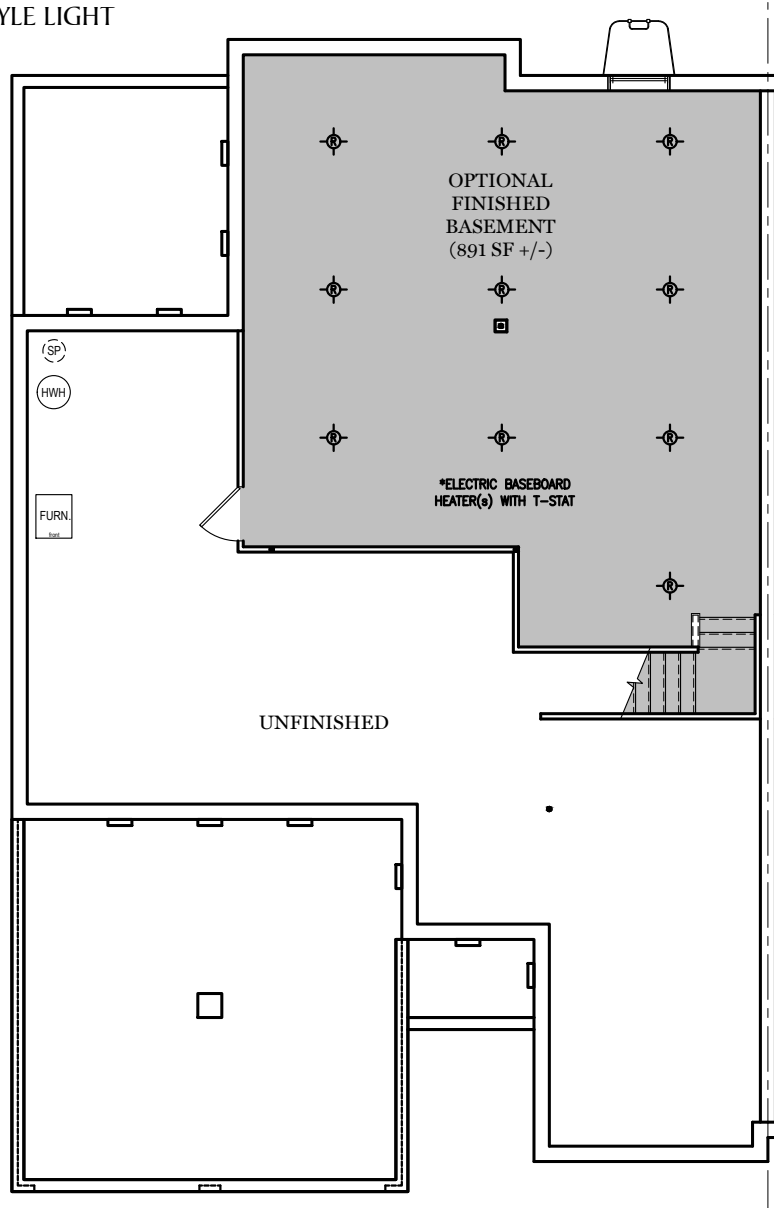 YLE LIGHT
R R R
OPTIONAL
FINISHED
BASEMENT
(891 SF +/-)
R R R
SP
HWH
R R R
*ELECTRIC BASEBOARD
HEATER(s) WITH T-STAT
FURN.
front
R
UNFINISHED